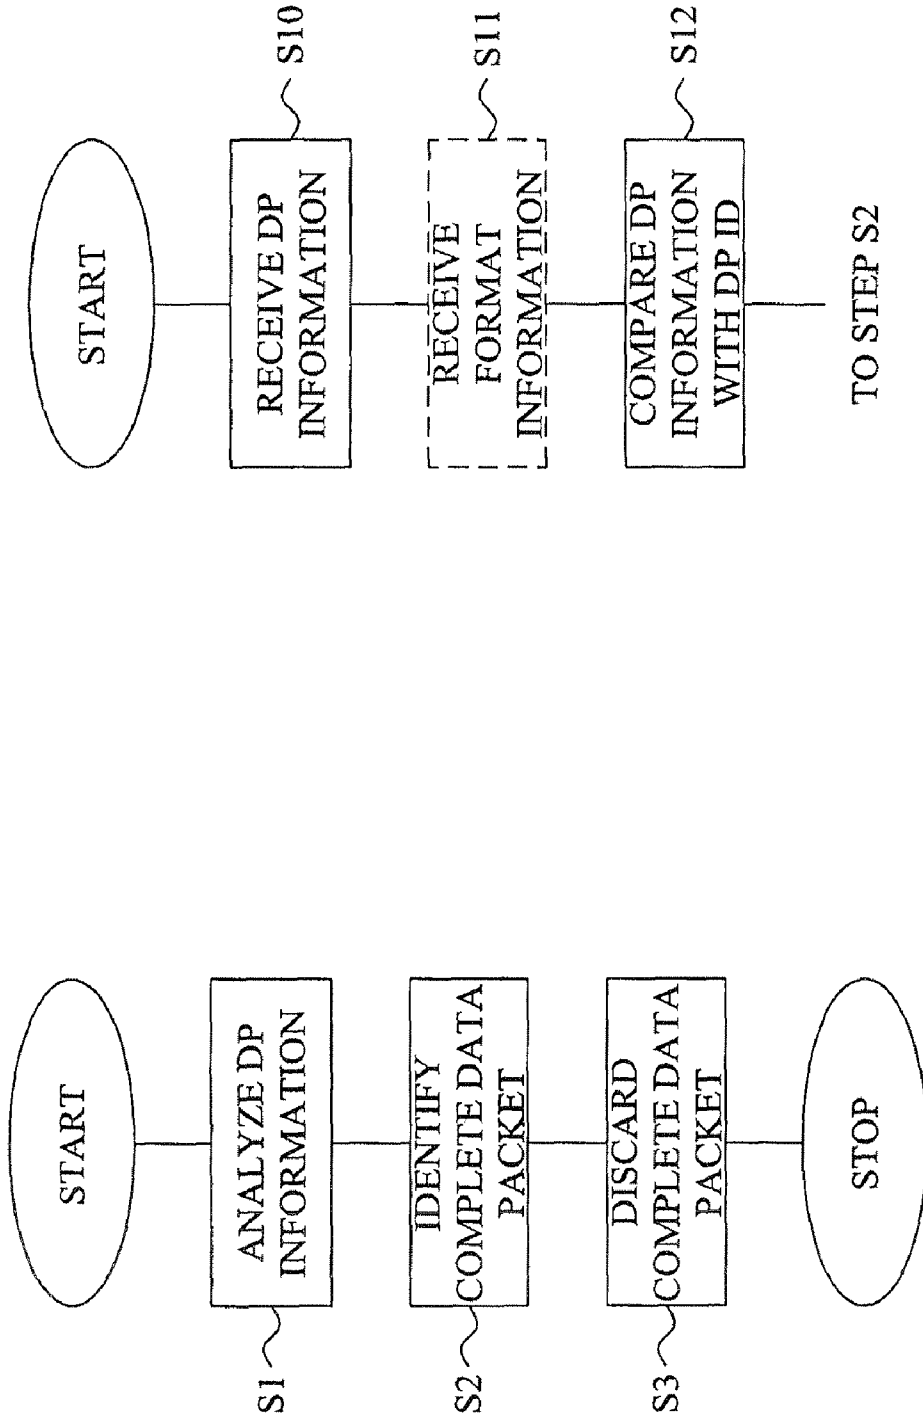 START
S1
ANALYZE DP
INFORMATION
S2
IDENTIFY
COMPLETE DATA
PACKET
S3
DISCARD
COMPLETE DATA
PACKET
STOP
START
RECEIVE DP
INFORMATION
S10
RECEIVE
FORMAT
INFORMATION
S11
COMPARE DP
INFORMATION
WITH DP ID
S12
TO STEP S2